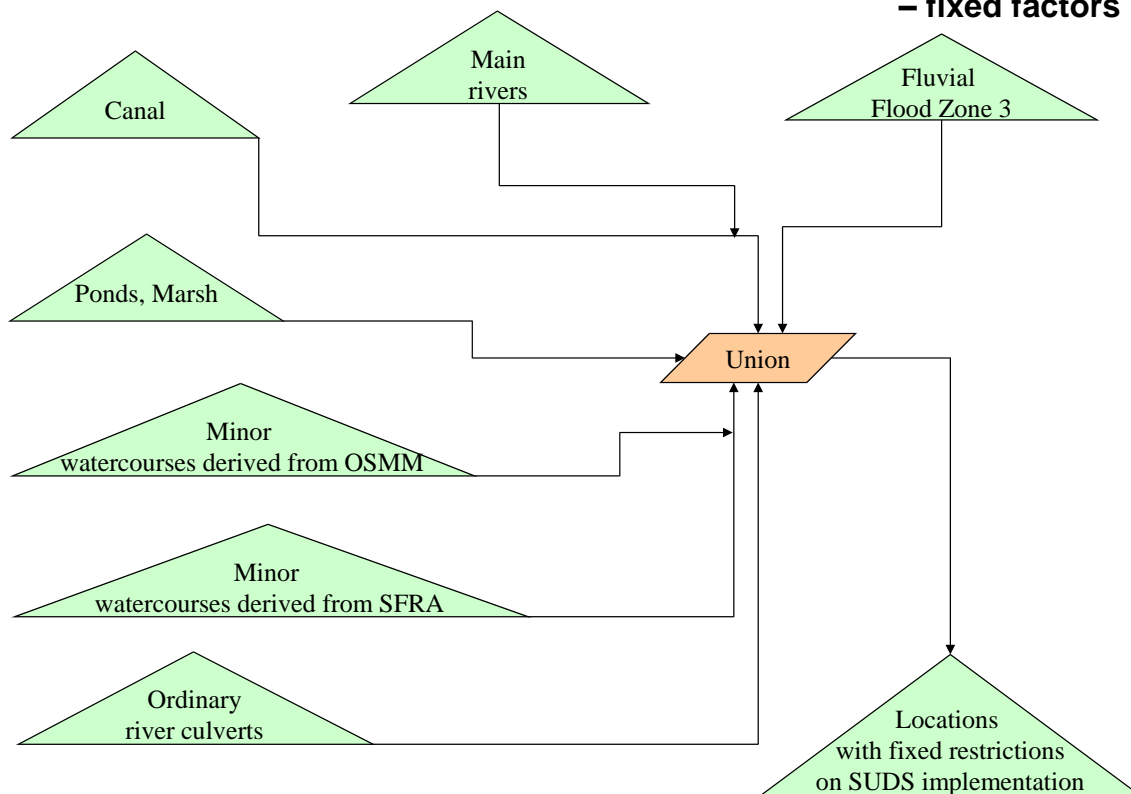 – fixed factors
Main
rivers
Canal
Fluvial
Flood Zone 3
Ponds, Marsh
Union
Minor
watercourses derived from OSMM
Minor
watercourses derived from SFRA
Ordinary
river culverts
Locations
with fixed restrictions
on SUDS implementation